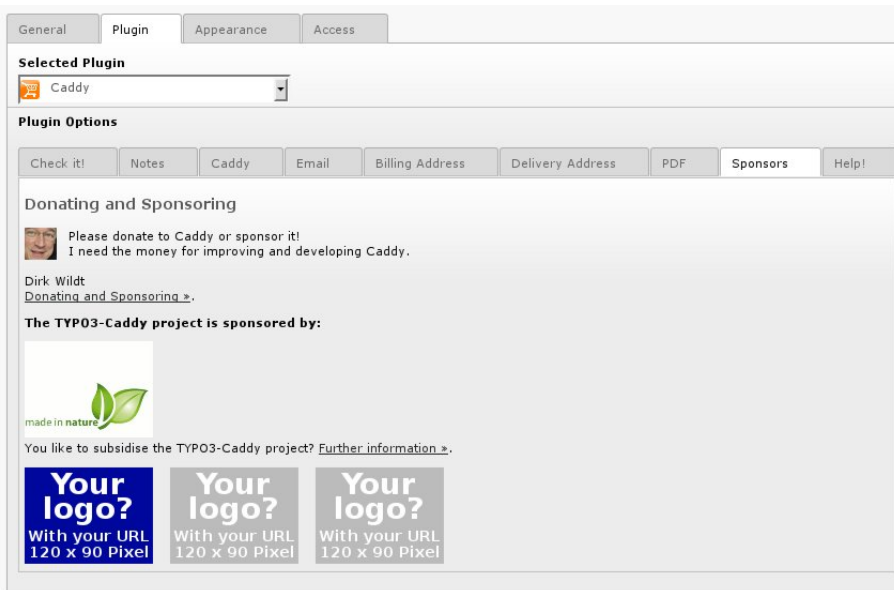 General Plugin Appearance Access
Selected Plugin
Caddy
Plugin Options
Check it! Notes Caddy Email Billing Address Delivery Address PDF Sponsors Help!
Donating and Sponsoring
Please donate to Caddy or sponsor it!
I need the money for improving and developing Caddy.
Dirk Wildt
Donating and Sponsoring ».
The TYPO3-Caddy project is sponsored by:
made in nature
You like to subsidise the TYPO3-Caddy project? Further information ».
Your logo? With your URL 120 x 90 Pixel
Your logo? With your URL 120 x 90 Pixel
Your logo? With your URL 120 x 90 Pixel